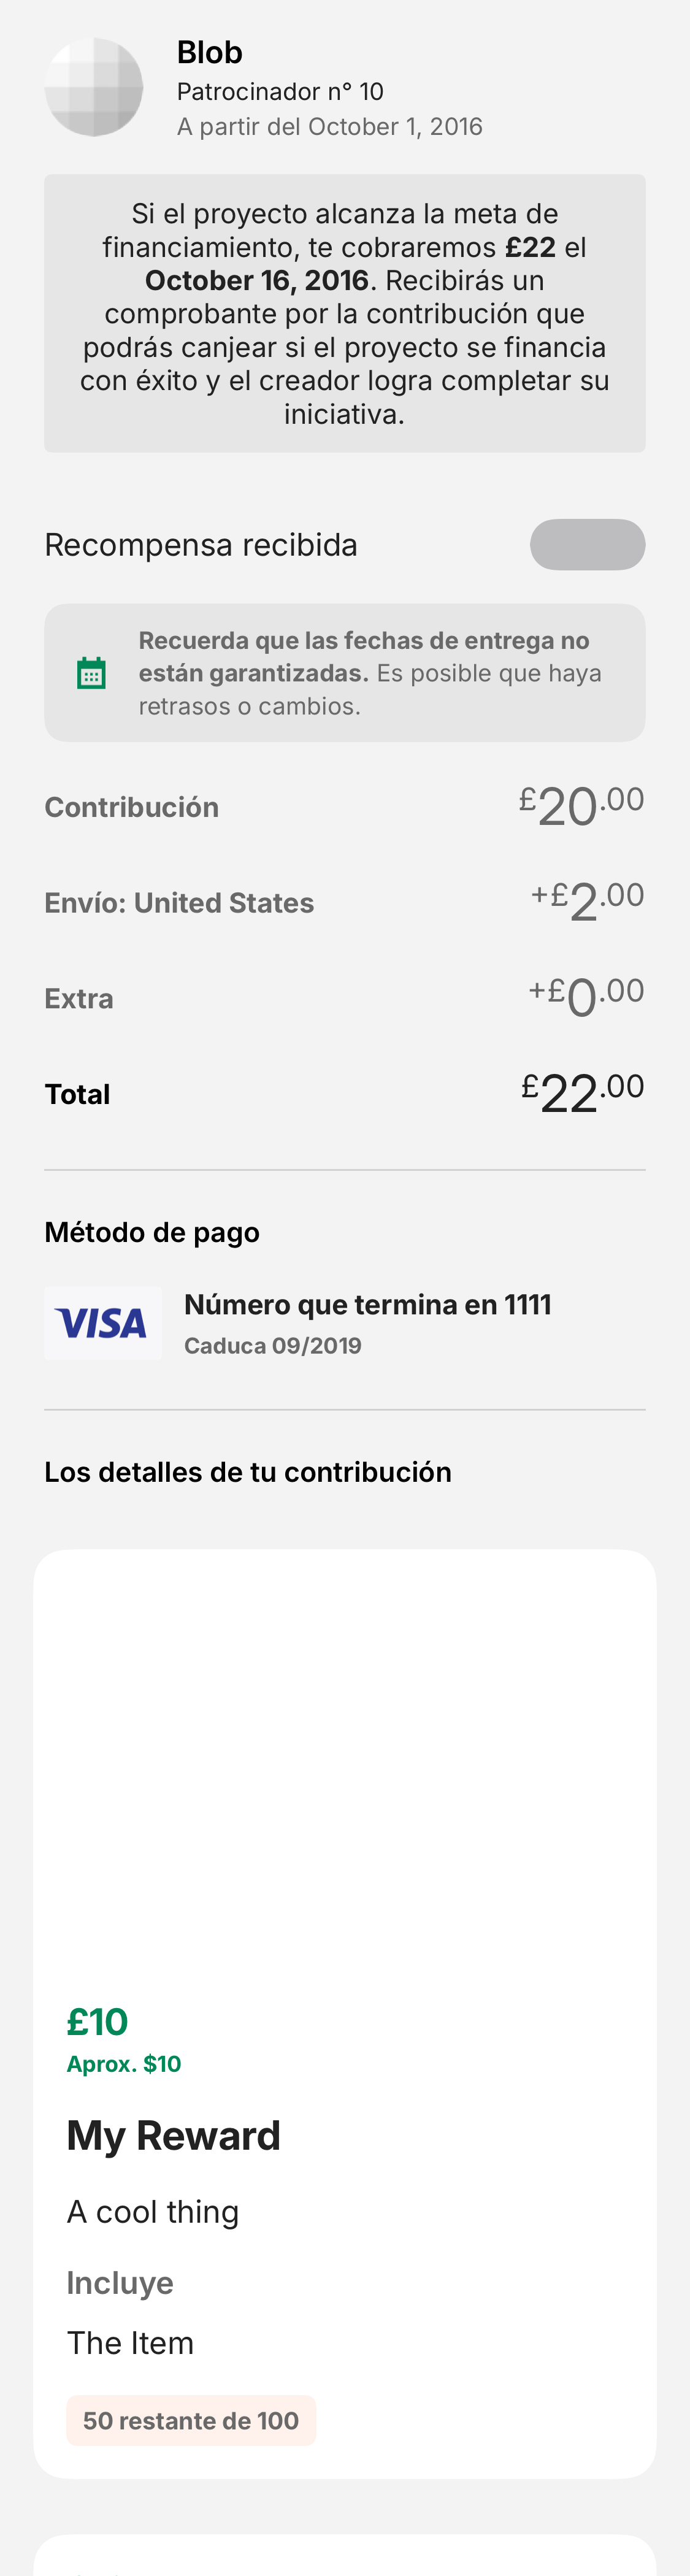 Blob
Patrocinador n° 10
A partir del October 1, 2016
Si el proyecto alcanza la meta de
financiamiento, te cobraremos £22 el
October 16, 2016. Recibirás un
comprobante por la contribución que
podrás canjear si el proyecto se financia
con éxito y el creador logra completar su
iniciativa.
Recompensa recibida
Recuerda que las fechas de entrega no
están garantizadas. Es posible que haya
retrasos o cambios.
Contribución £20.00
Envío: United States +£2.00
Extra +£0.00
Total £22.00
Método de pago
VISA
Número que termina en 1111
Caduca 09/2019
Los detalles de tu contribución
£10
Aprox. $10
My Reward
A cool thing
Incluye
The Item
50 restante de 100